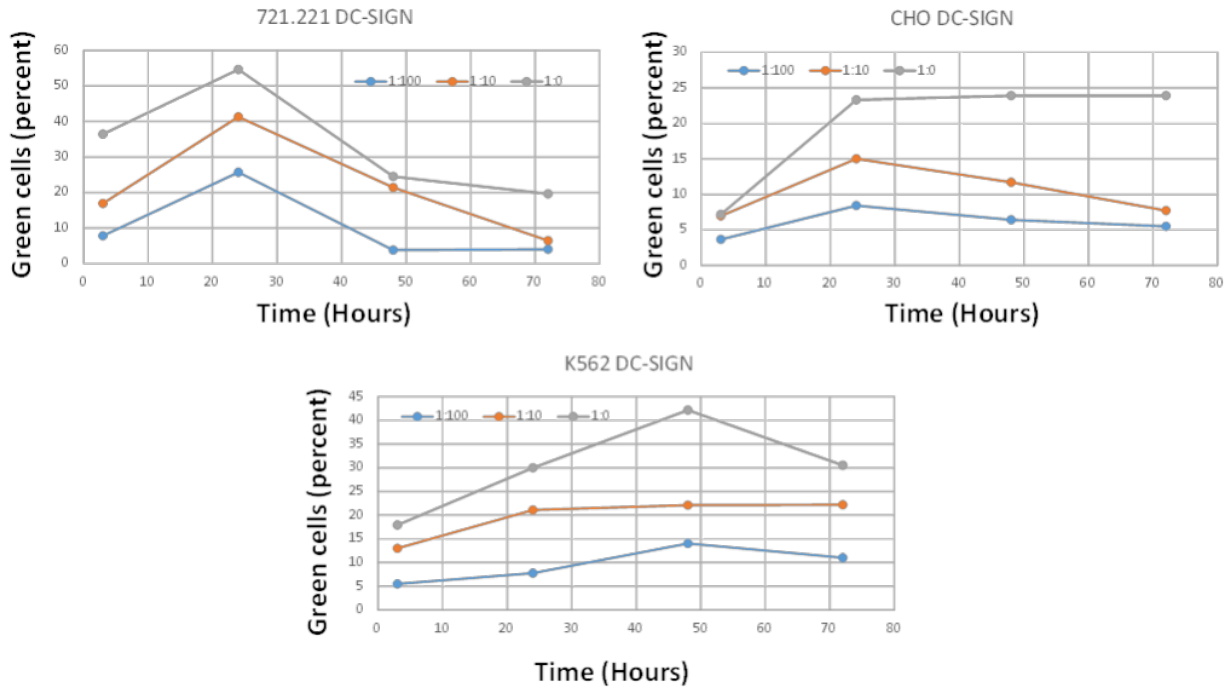 721.221 DC-SIGN
60
50
40
30
20
10
0
Green cells (percent)
1:100 1:10 1:0
0 10 20 30 40 50 60 70 80
Time (Hours)
CHO DC-SIGN
30
25
20
15
10
5
0
Green cells (percent)
1:100 1:10 1:0
0 10 20 30 40 50 60 70 80
Time (Hours)
K562 DC-SIGN
45
40
35
30
25
20
15
10
5
0
Green cells (percent)
1:100 1:10 1:0
0 10 20 30 40 50 60 70 80
Time (Hours)